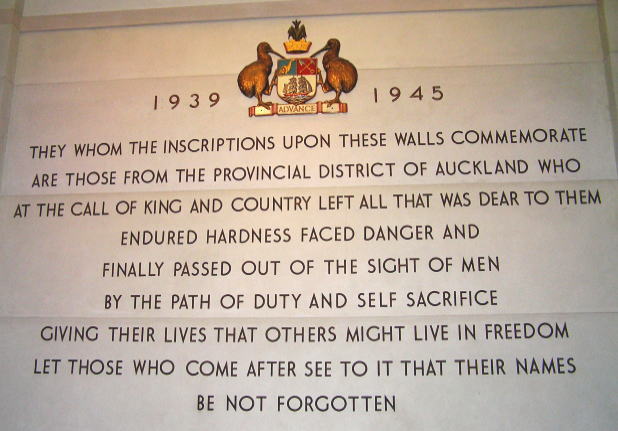 1939 1945
ADVANCE
THEY WHOM THE INSCRIPTIONS UPON THESE WALLS COMMEMORATE
ARE THOSE FROM THE PROVINCIAL DISTRICT OF AUCKLAND WHO
AT THE CALL OF KING AND COUNTRY LEFT ALL THAT WAS DEAR TO THEM
ENDURED HARDNESS FACED DANGER AND
FINALLY PASSED OUT OF THE SIGHT OF MEN
BY THE PATH OF DUTY AND SELF SACRIFICE
GIVING THEIR LIVES THAT OTHERS MIGHT LIVE IN FREEDOM
LET THOSE WHO COME AFTER SEE TO IT THAT THEIR NAMES
BE NOT FORGOTTEN